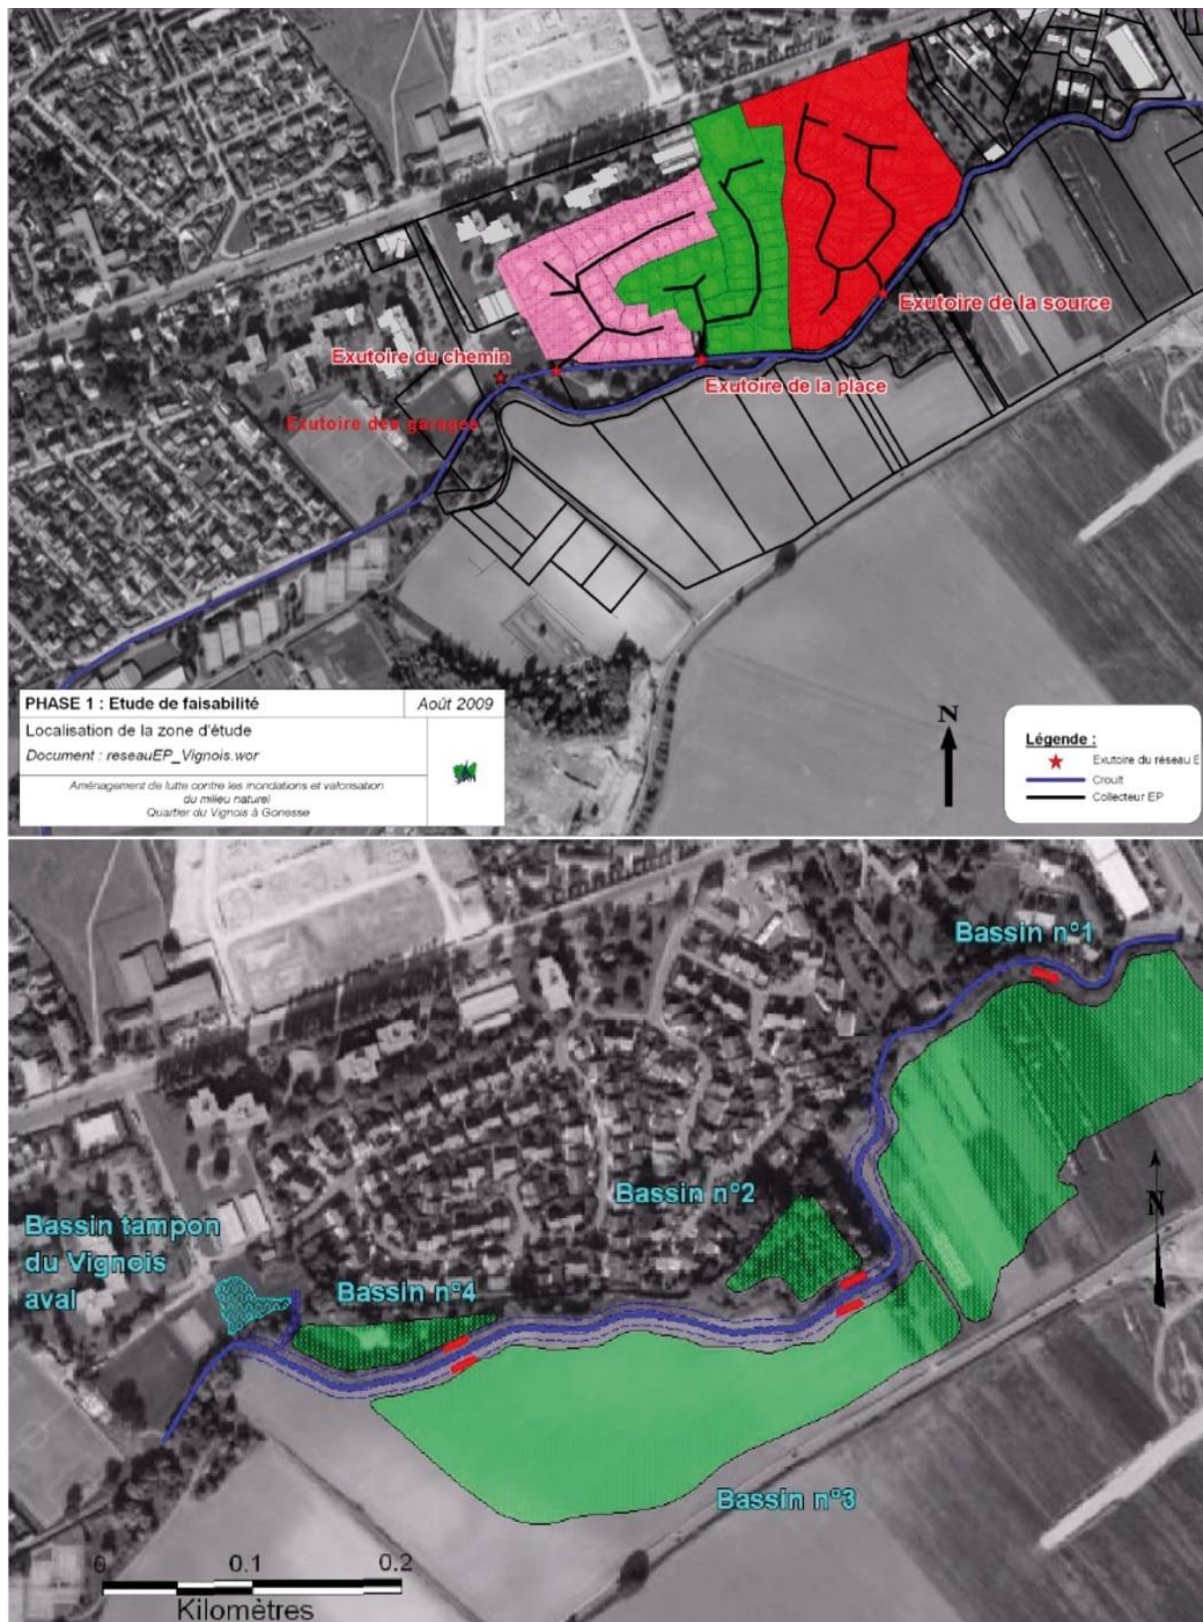 Exutoire de la source
Exutoire du chemin
Exutoire de la place
Exutoire des garages
PHASE 1 : Etude de faisabilité
Août 2009
Localisation de la zone d'étude
Document : reseauEP_Vignois.wor
Aménagement de lutte contre les inondations et valorisation
du milieu naturel
Quartier du Vignois à Gonesse
N
Légende :
Exutoire du réseau E
Croult
Collecteur EP
Bassin n°1
Bassin n°2
N
Bassin tampon
du Vignois
aval
Bassin n°4
Bassin n°3
0 0.1 0.2
Kilomètres